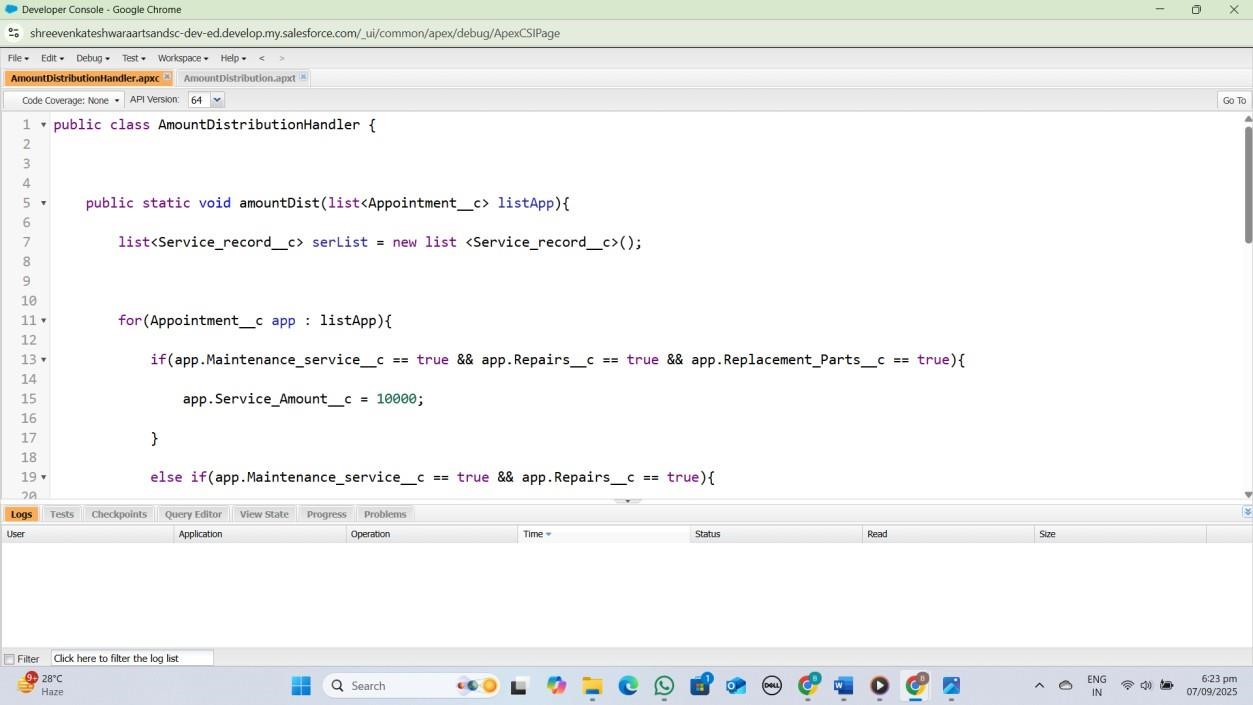 Developer Console - Google Chrome
shreevenkateshwaraartsandsc-dev-ed.develop.my.salesforce.com/_ui/common/apex/debug/ApexCSIPage
File Edit Debug Test Workspace Help < >
AmountDistributionHandler.apxc AmountDistribution.apxt
Code Coverage: None API Version: 64 Go To
1 public class AmountDistributionHandler {
2
3
4
5 public static void amountDist(list<Appointment__c> listApp){
6
7 list<Service_record__c> serList = new list <Service_record__c>();
8
9
10
11 for(Appointment__c app : listApp){
12
13 if(app.Maintenance_service__c == true && app.Repairs__c == true && app.Replacement_Parts__c == true){
14
15 app.Service_Amount__c = 10000;
16
17 }
18
19 else if(app.Maintenance_service__c == true && app.Repairs__c == true){
20
Logs Tests Checkpoints Query Editor View State Progress Problems
User Application Operation Time Status Read Size
Filter Click here to filter the log list
9+ 28°C
Haze
Search
1
DELL
B
W
B
ENG
IN
6:23 pm
07/09/2025